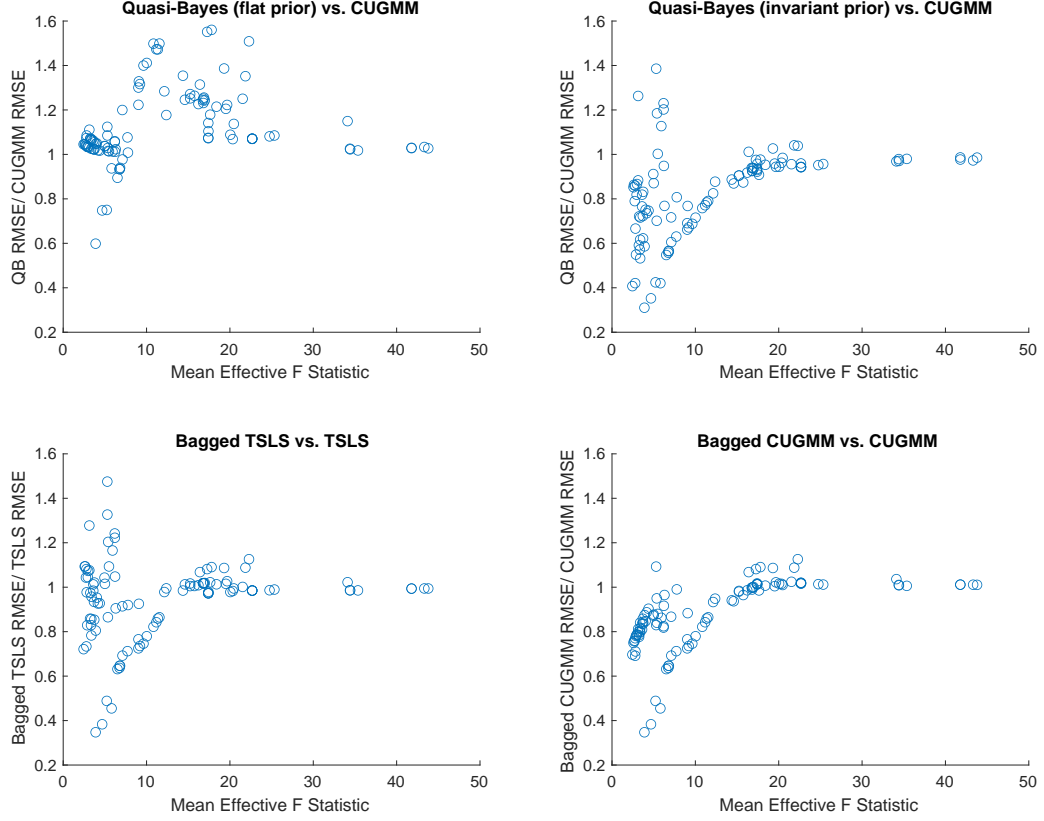 Quasi-Bayes (flat prior) vs. CUGMM
QB RMSE/ CUGMM RMSE
1.6
1.4
1.2
1
0.8
0.6
0.4
0.2
0 10 20 30 40 50
Mean Effective F Statistic
Quasi-Bayes (invariant prior) vs. CUGMM
QB RMSE/ CUGMM RMSE
1.6
1.4
1.2
1
0.8
0.6
0.4
0.2
0 10 20 30 40 50
Mean Effective F Statistic
Bagged TSLS vs. TSLS
Bagged TSLS RMSE/ TSLS RMSE
1.6
1.4
1.2
1
0.8
0.6
0.4
0.2
0 10 20 30 40 50
Mean Effective F Statistic
Bagged CUGMM vs. CUGMM
Bagged CUGMM RMSE/ CUGMM RMSE
1.6
1.4
1.2
1
0.8
0.6
0.4
0.2
0 10 20 30 40 50
Mean Effective F Statistic